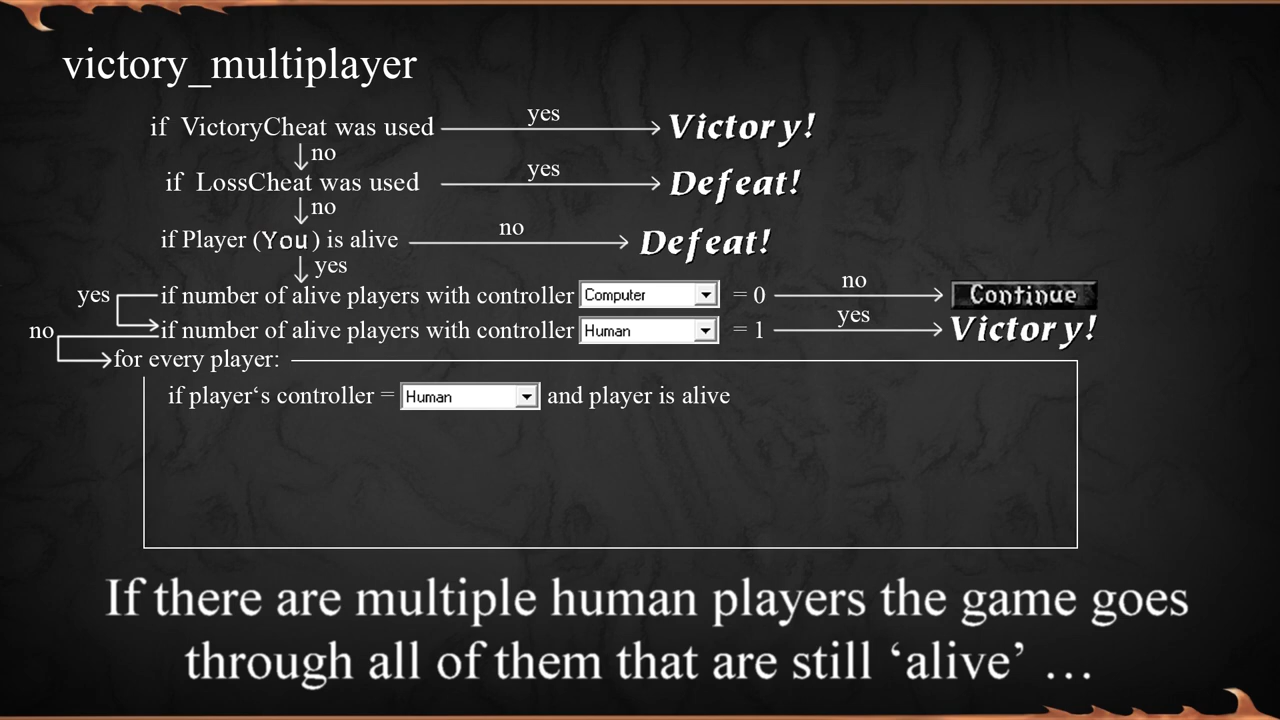 victory_multiplayer
if VictoryCheat was used yes Victory!
no
if LossCheat was used yes Defeat!
no
if Player (You) is alive no Defeat!
yes
yes if number of alive players with controller Computer = 0 no Continue
no if number of alive players with controller Human = 1 yes Victory!
for every player:
if player‘s controller = Human and player is alive
If there are multiple human players the game goes
through all of them that are still ‘alive’ …